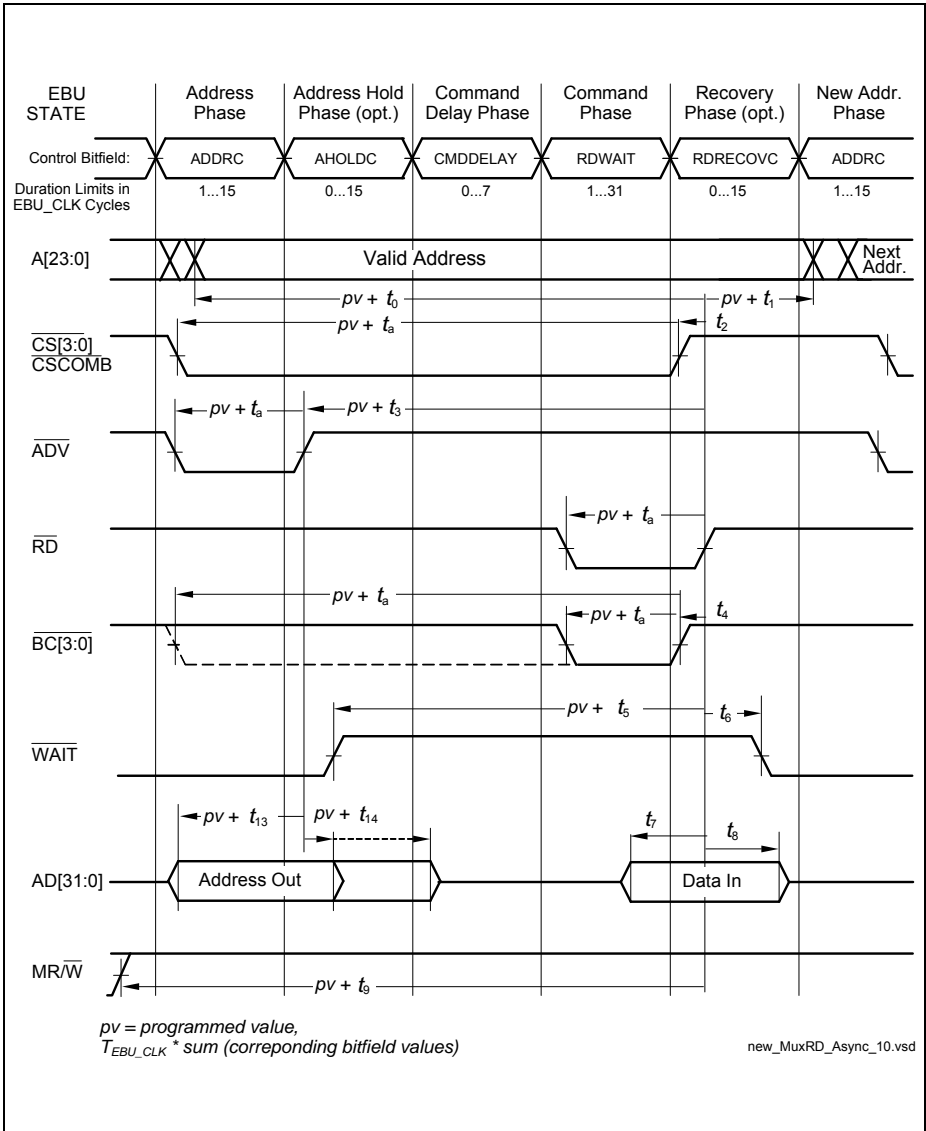 EBU STATE
Address Phase
Address Hold Phase (opt.)
Command Delay Phase
Command Phase
Recovery Phase (opt.)
New Addr. Phase
Control Bitfield:
ADDRC
AHOLDC
CMDDELAY
RDWAIT
RDRECOVC
ADDRC
Duration Limits in EBU_CLK Cycles
1...15
0...15
0...7
1...31
0...15
1...15
A[23:0]
Valid Address
Next Addr.
pv + t0
pv + t1
pv + ta
t2
CS[3:0]
CSCOMB
pv + ta
pv + t3
ADV
pv + ta
RD
pv + ta
pv + ta
t4
BC[3:0]
pv + t5
t6
WAIT
pv + t13
pv + t14
t7
t8
AD[31:0]
Address Out
Data In
MR/W
pv + t9
pv = programmed value,
TEBU_CLK * sum (correponding bitfield values)
new_MuxRD_Async_10.vsd